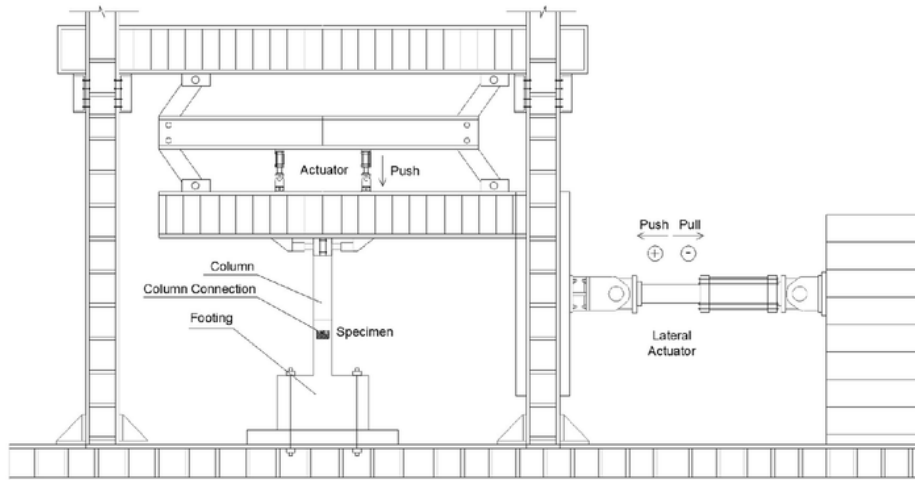 Actuator
Push
Push Pull
+ -
Column
Column Connection
Specimen
Footing
Lateral
Actuator